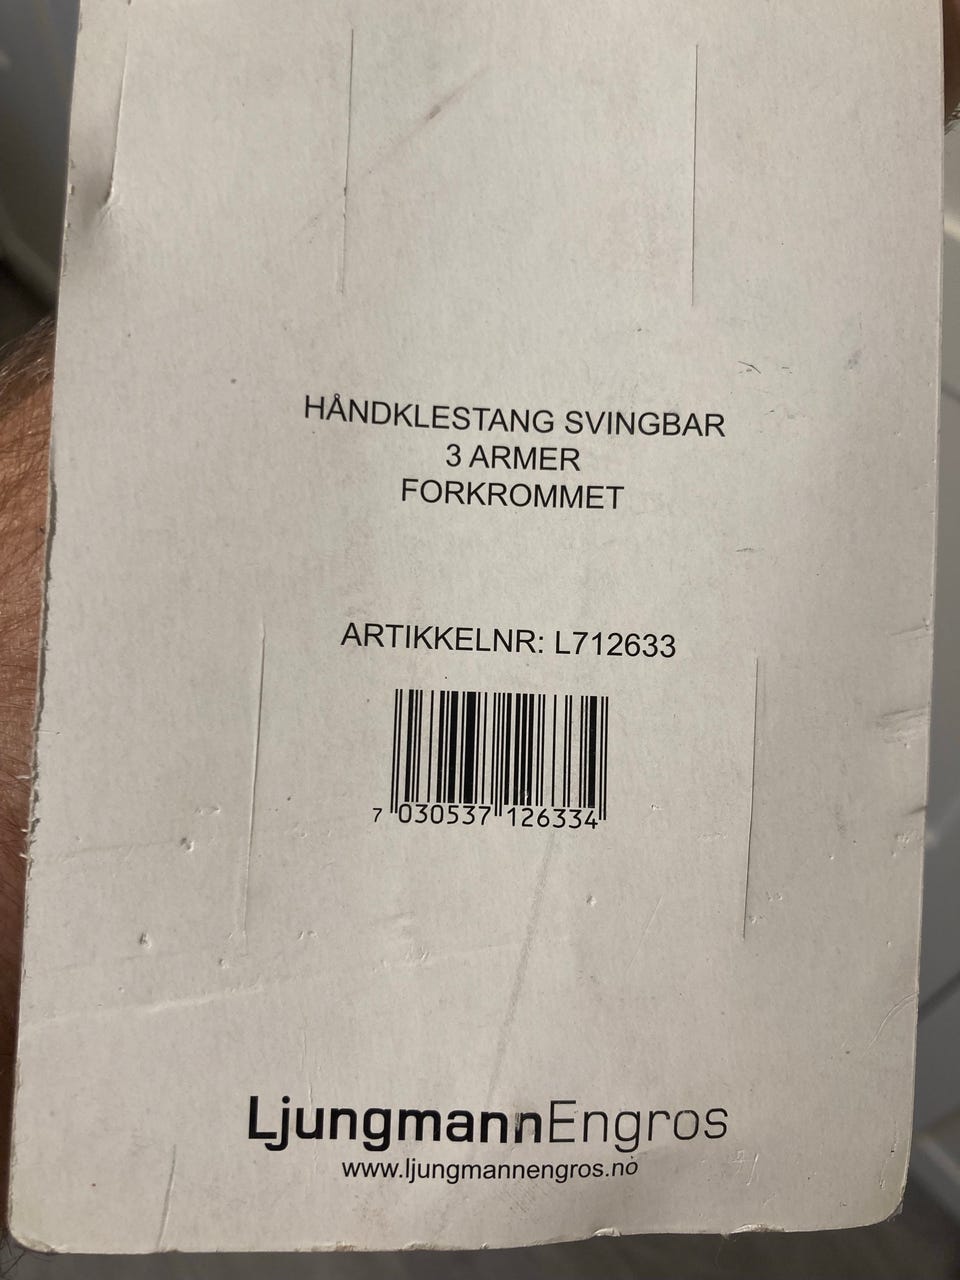 HÅNDKLESTANG SVINGBAR
3 ARMER
FORKROMMET
ARTIKKELNR: L712633
7 030537 126334
LjungmannEngros
www.ljungmannengros.no